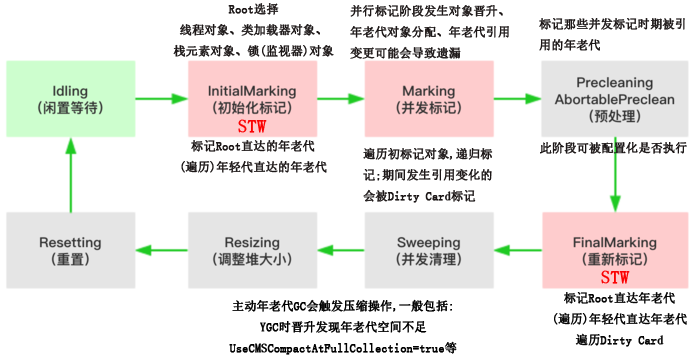 Root选择
线程对象、类加载器对象、
栈元素对象、锁(监视器)对象
并行标记阶段发生对象晋升、
年老代对象分配、年老代引用
变更可能会导致遗漏
标记那些并发标记时期被引
用的年老代
Idling
(闲置等待)
InitialMarking
(初始化标记)
STW
Marking
(并发标记)
Precleaning
AbortablePreclean
(预处理)
标记Root直达的年老代
(遍历)年轻代直达的年老代
遍历初标记对象,递归标
记;期间发生引用变化的
会被Dirty Card标记
此阶段可被配置化是否执行
Resetting
(重置)
Resizing
(调整堆大小)
Sweeping
(并发清理)
FinalMarking
(重新标记)
STW
主动年老代GC会触发压缩操作,一般包括:
YGC时晋升发现年老代空间不足
UseCMSCompactAtFullCollection=true等
标记Root直达年老代
(遍历)年轻代直达年老代
遍历Dirty Card